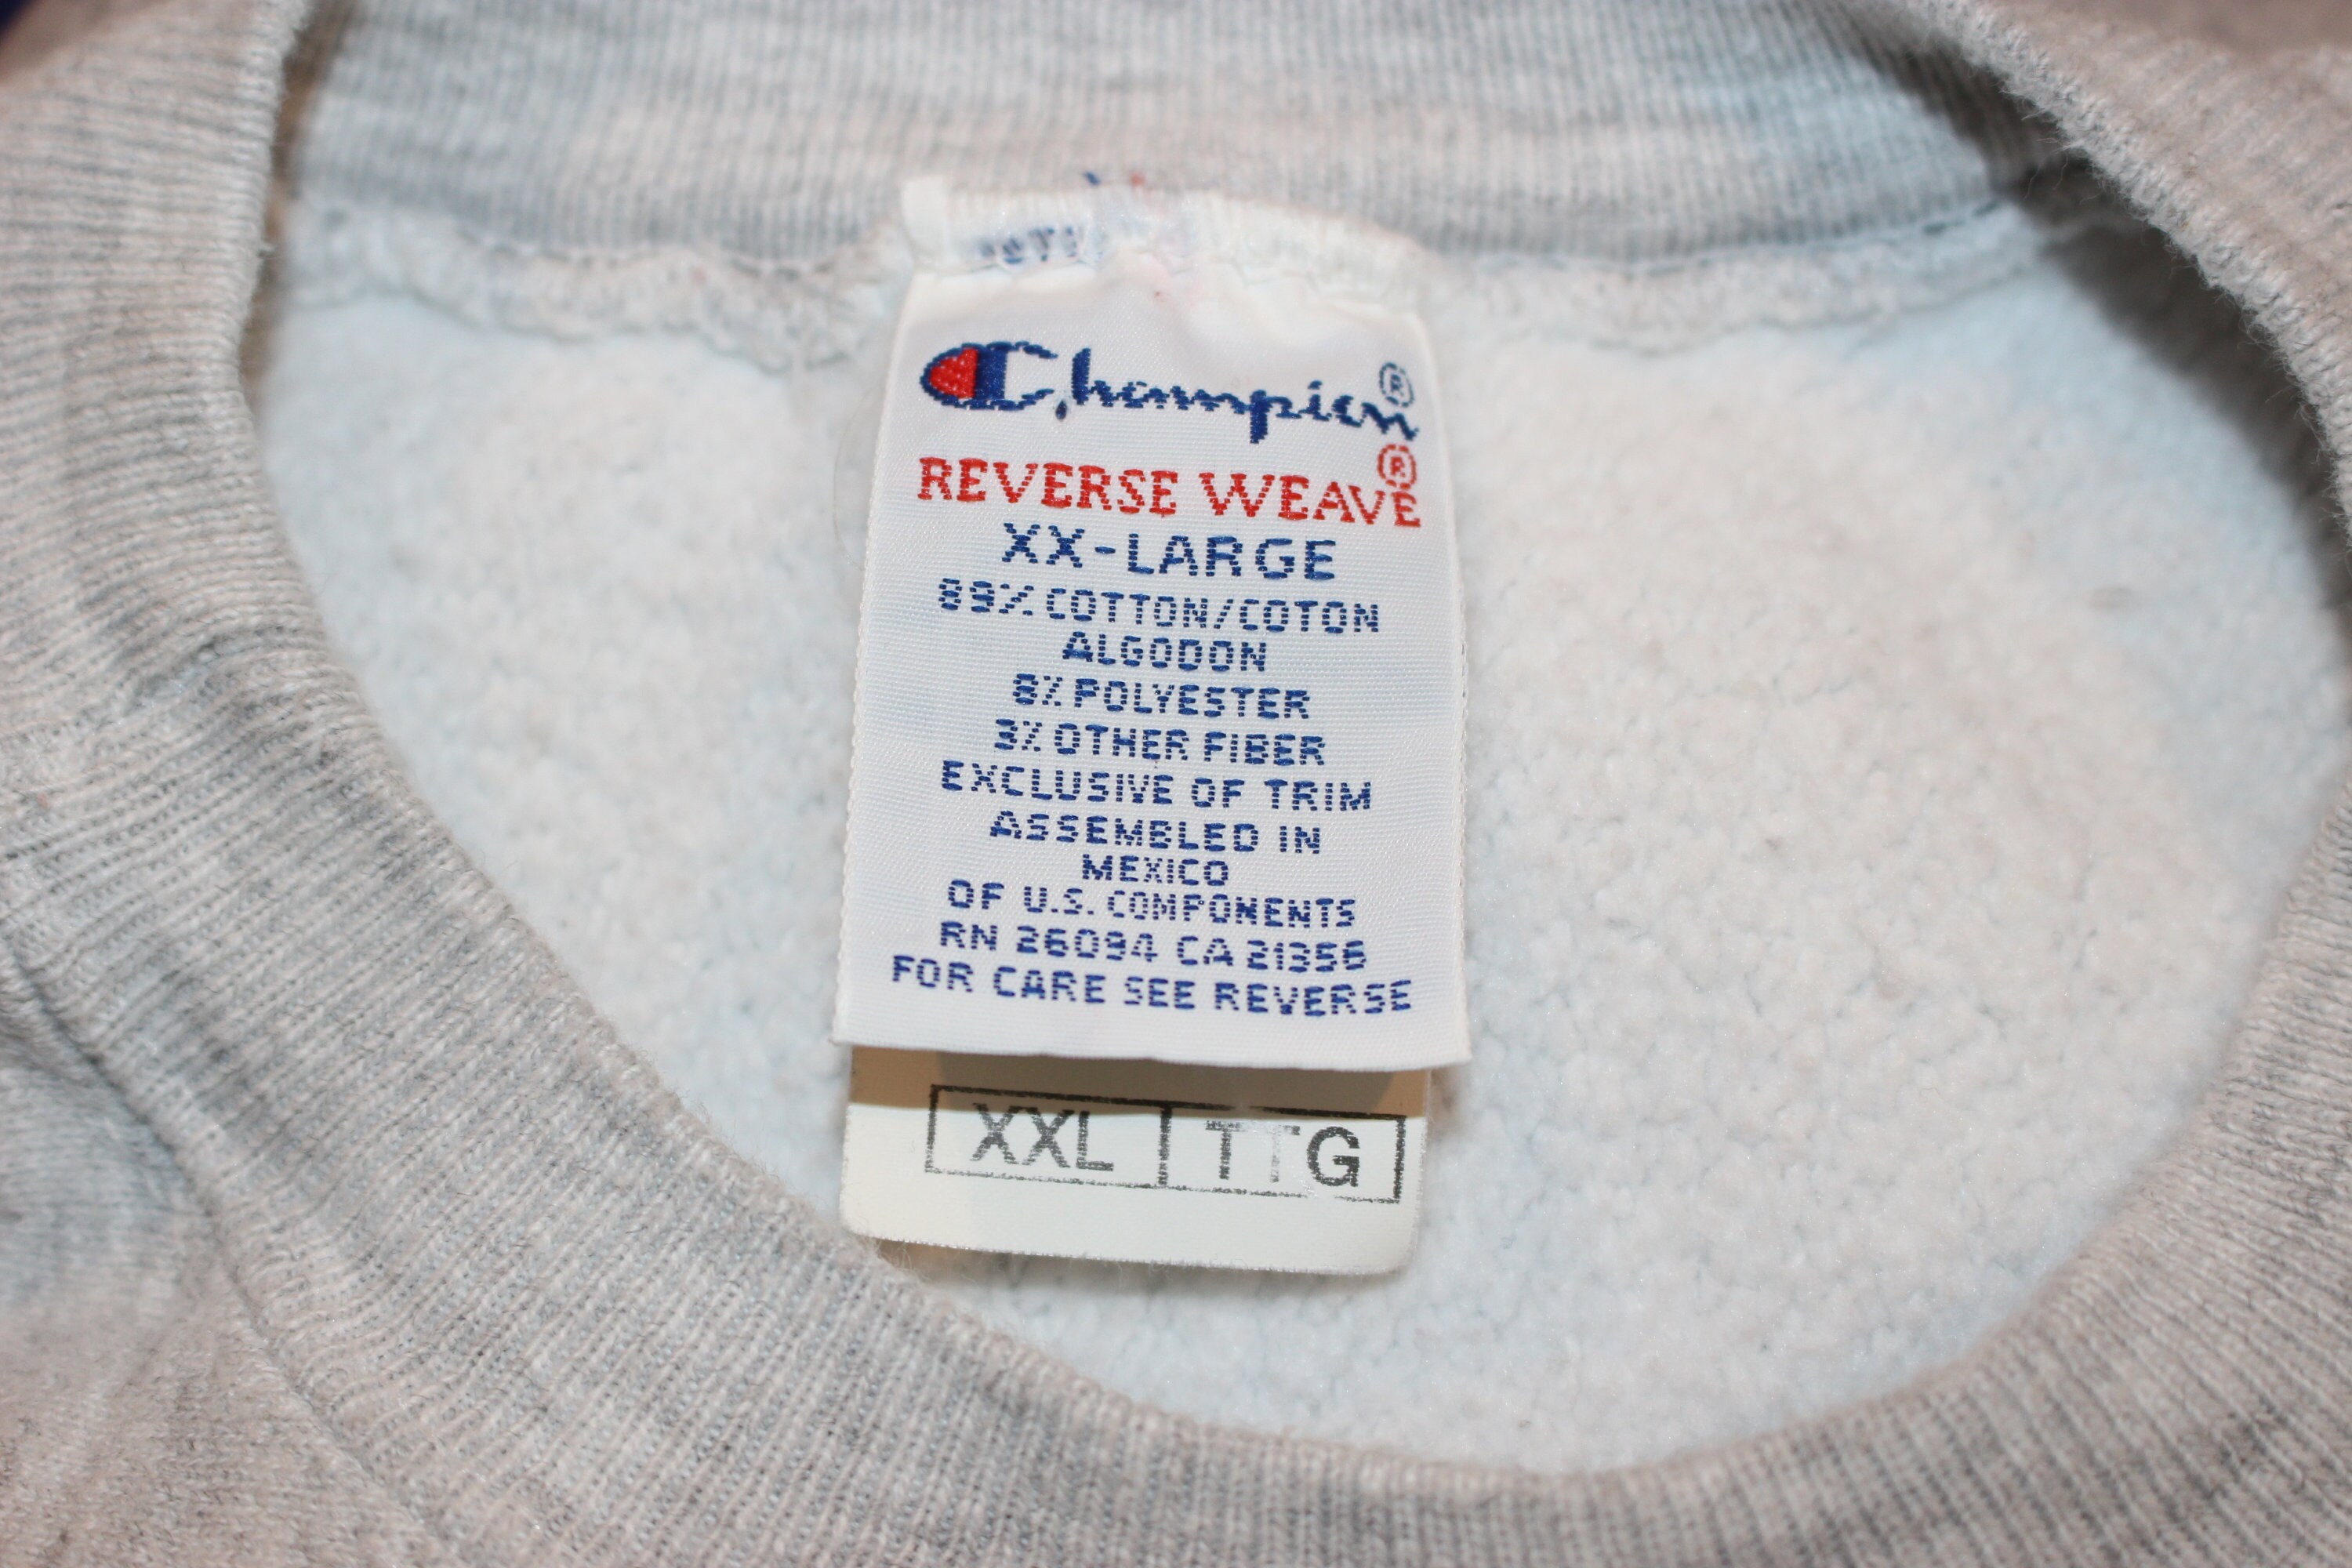 Champion®
REVERSE WEAVE®
XX-LARGE
89% COTTON/COTON
ALGODON
8% POLYESTER
3% OTHER FIBER
EXCLUSIVE OF TRIM
ASSEMBLED IN
MEXICO
OF U.S. COMPONENTS
RN 26094 CA 21356
FOR CARE SEE REVERSE
XXL TTG